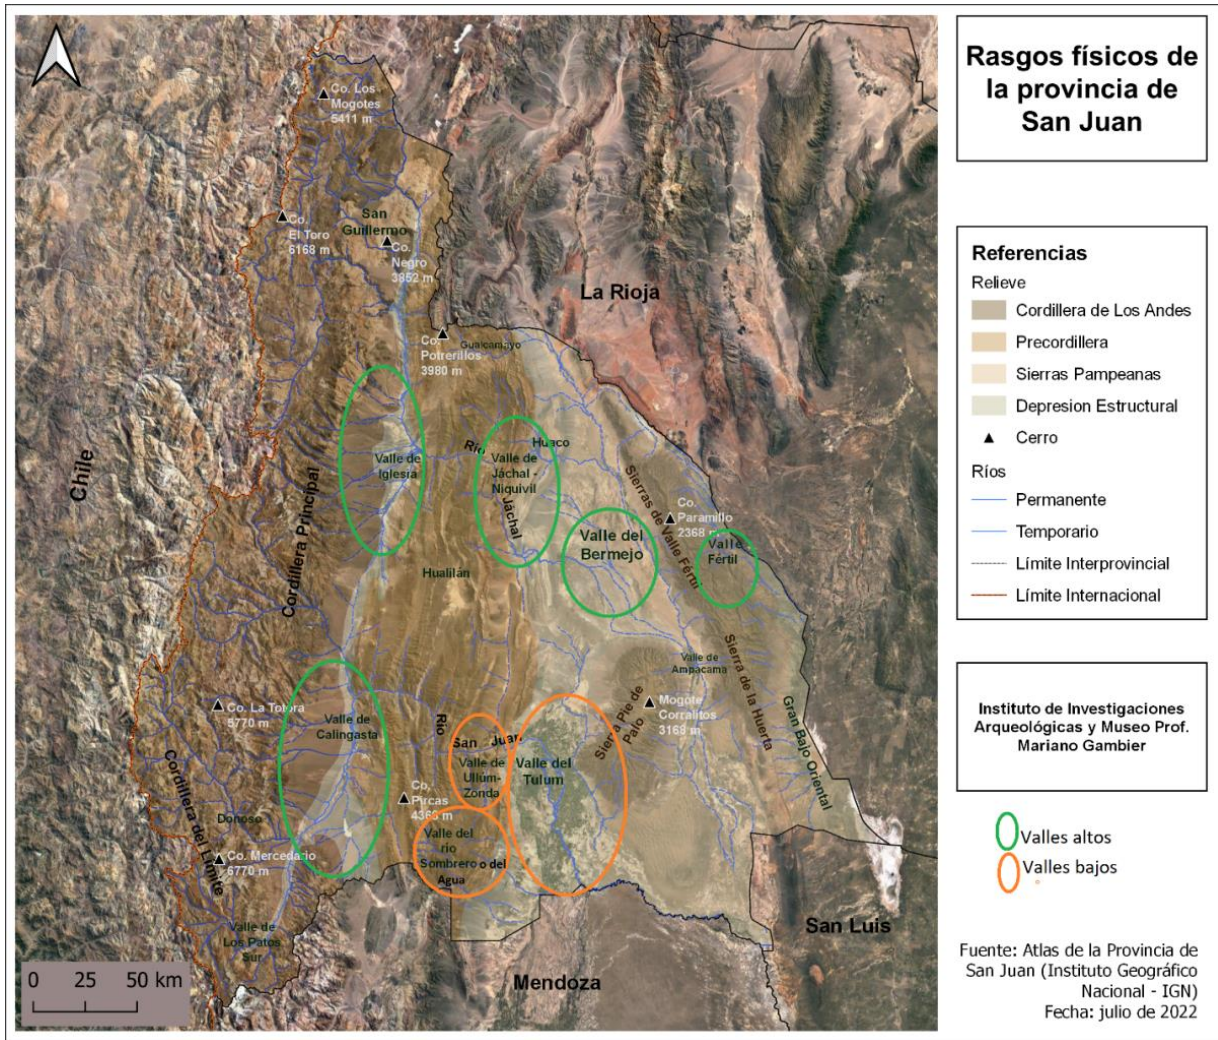 Rasgos físicos de
la provincia de
San Juan
Referencias
Relieve
Cordillera de Los Andes
Precordillera
Sierras Pampeanas
Depresion Estructural
Cerro
Ríos
Permanente
Temporario
Límite Interprovincial
Límite Internacional
Instituto de Investigaciones
Arqueológicas y Museo Prof.
Mariano Gambier
Valles altos
Valles bajos
Fuente: Atlas de la Provincia de
San Juan (Instituto Geográfico
Nacional - IGN)
Fecha: julio de 2022
Co. Los
Mogotes
5411 m
Co.
El Toro
6168 m
San
Guillermo
Co.
Negro
3852 m
La Rioja
Co.
Potrerillos
3980 m
Gualcamayo
Chile
Cordillera Principal
Valle de
Iglesia
Río
Jáchal
Huaco
Valle de
Jáchal -
Niquivil
Sierras de Valle Fértil
Co.
Paramillo
2368 m
Valle del
Bermejo
Valle
Fértil
Hualilán
Valle de
Ampacama
Sierra de la Huerta
Gran Bajo Oriental
Co. La Totora
5770 m
Valle de
Calingasta
Río
San Juan
Sierra Pie de
Palo
Mogote
Corralitos
3168 m
Valle de
Ullúm-
Zonda
Valle del
Tulum
Cordillera del Límite
Donoso
Co,
Pircas
4366 m
Valle del
río
Sombrero o del
Agua
Co. Mercedario
6770 m
Valle de
Los Patos
Sur
San Luis
Mendoza
0 25 50 km